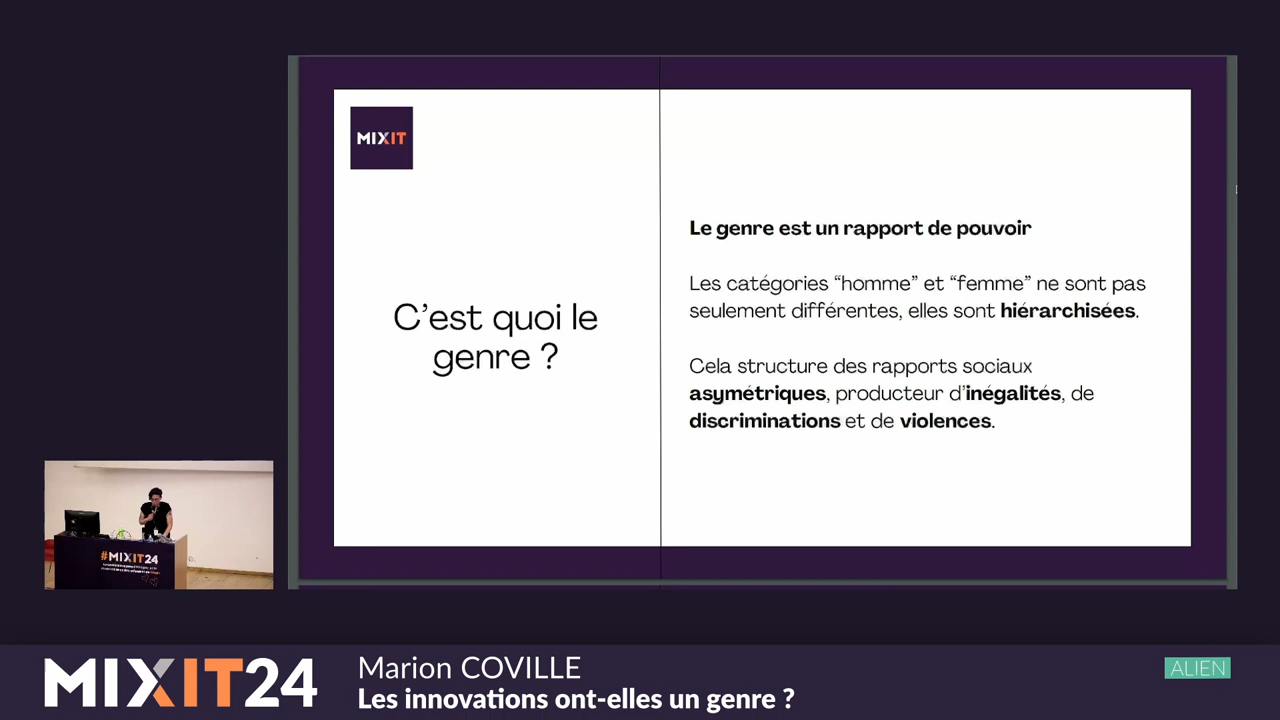 MIXIT
C’est quoi le
genre ?
Le genre est un rapport de pouvoir
Les catégories “homme” et “femme” ne sont pas
seulement différentes, elles sont hiérarchisées.
Cela structure des rapports sociaux
asymétriques, producteur d’inégalités, de
discriminations et de violences.
#MIXIT24
MIXIT24
Marion COVILLE
Les innovations ont-elles un genre ?
ALIEN